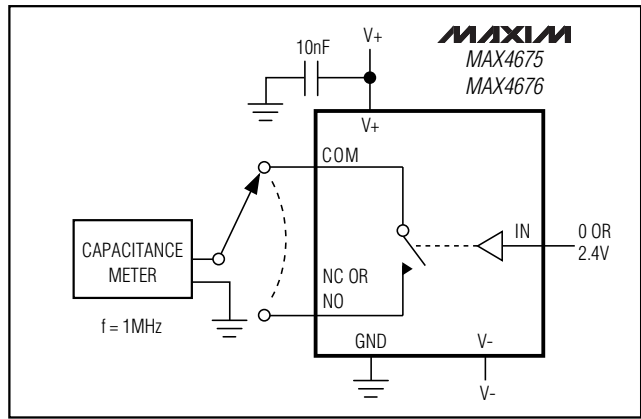 10nF
V+
MAXIM
MAX4675
MAX4676
V+
COM
IN
0 OR
2.4V
CAPACITANCE
METER
NC OR
NO
f = 1MHz
GND
V-
V-